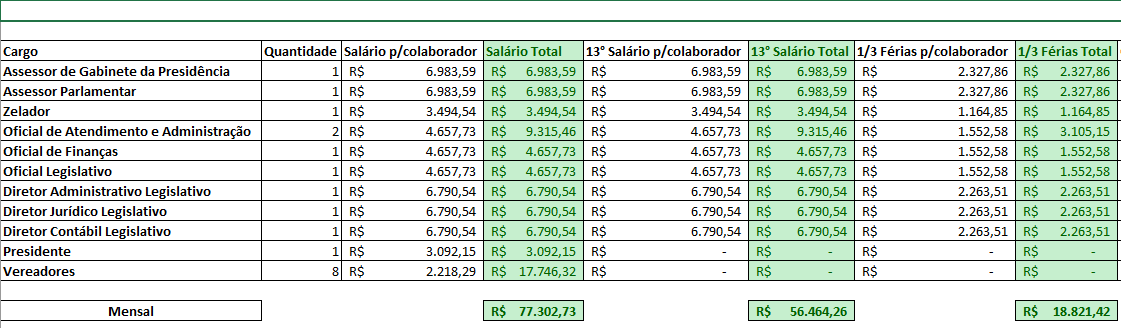 Cargo Quantidade Salário p/colaborador Salário Total 13° Salário p/colaborador 13° Salário Total 1/3 Férias p/colaborador 1/3 Férias Total
Assessor de Gabinete da Presidência 1 R$ 6.983,59 R$ 6.983,59 R$ 6.983,59 R$ 6.983,59 R$ 2.327,86 R$ 2.327,86
Assessor Parlamentar 1 R$ 6.983,59 R$ 6.983,59 R$ 6.983,59 R$ 6.983,59 R$ 2.327,86 R$ 2.327,86
Zelador 1 R$ 3.494,54 R$ 3.494,54 R$ 3.494,54 R$ 3.494,54 R$ 1.164,85 R$ 1.164,85
Oficial de Atendimento e Administração 2 R$ 4.657,73 R$ 9.315,46 R$ 4.657,73 R$ 9.315,46 R$ 1.552,58 R$ 3.105,15
Oficial de Finanças 1 R$ 4.657,73 R$ 4.657,73 R$ 4.657,73 R$ 4.657,73 R$ 1.552,58 R$ 1.552,58
Oficial Legislativo 1 R$ 4.657,73 R$ 4.657,73 R$ 4.657,73 R$ 4.657,73 R$ 1.552,58 R$ 1.552,58
Diretor Administrativo Legislativo 1 R$ 6.790,54 R$ 6.790,54 R$ 6.790,54 R$ 6.790,54 R$ 2.263,51 R$ 2.263,51
Diretor Jurídico Legislativo 1 R$ 6.790,54 R$ 6.790,54 R$ 6.790,54 R$ 6.790,54 R$ 2.263,51 R$ 2.263,51
Diretor Contábil Legislativo 1 R$ 6.790,54 R$ 6.790,54 R$ 6.790,54 R$ 6.790,54 R$ 2.263,51 R$ 2.263,51
Presidente 1 R$ 3.092,15 R$ 3.092,15 R$ - R$ - R$ - R$ -
Vereadores 8 R$ 2.218,29 R$ 17.746,32 R$ - R$ - R$ - R$ -
Mensal R$ 77.302,73 R$ 56.464,26 R$ 18.821,42